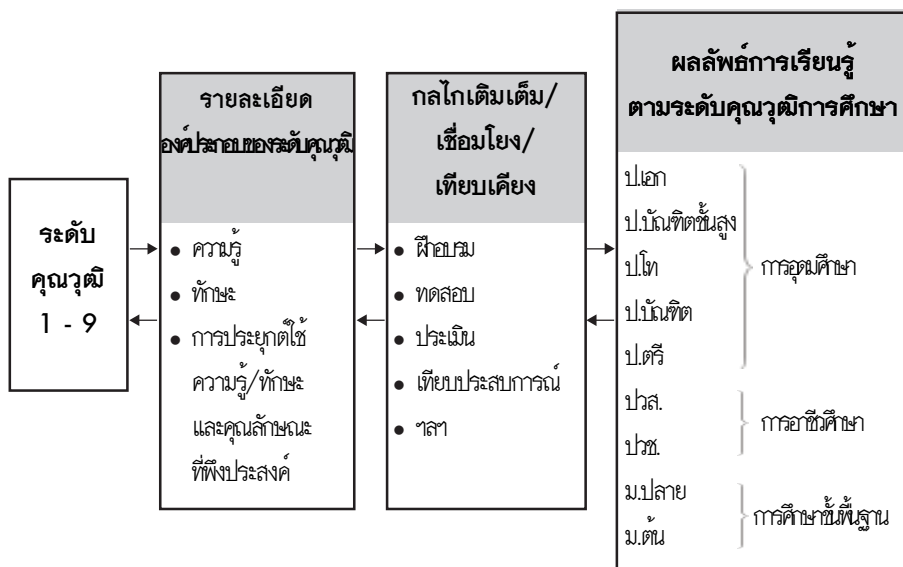 ระดับ
คุณวุฒิ
1 - 9
รายละเอียด
องค์ประกอบของระดับคุณวุฒิ
• ความรู้
• ทักษะ
• การประยุกต์ใช้
ความรู้/ทักษะ
และคุณลักษณะ
ที่พึงประสงค์
กลไกเติมเต็ม/
เชื่อมโยง/
เทียบเคียง
• ฝึกอบรม
• ทดสอบ
• ประเมิน
• เทียบประสบการณ์
• ฯลฯ
ผลลัพธ์การเรียนรู้
ตามระดับคุณวุฒิการศึกษา
ป.เอก
ป.บัณฑิตชั้นสูง
ป.โท
ป.บัณฑิต
ป.ตรี
การอุดมศึกษา
ปวส.
ปวช.
การอาชีวศึกษา
ม.ปลาย
ม.ต้น
การศึกษาขั้นพื้นฐาน